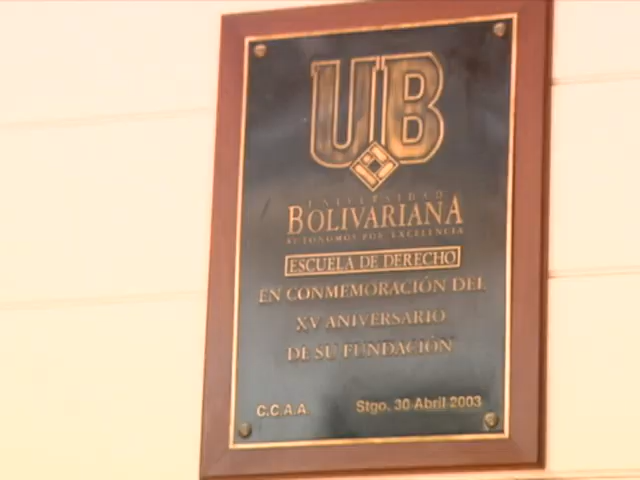 UB
UNIVERSIDAD
BOLIVARIANA
AUTONOMOS POR EXCELENCIA
ESCUELA DE DERECHO
EN CONMEMORACIÓN DEL
XV ANIVERSARIO
DE SU FUNDACIÓN
C.C.A.A. Stgo. 30 Abril 2003